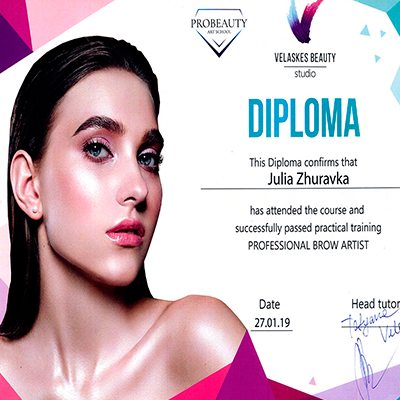 PROBEAUTY
ART SCHOOL
VELASKES BEAUTY
studio
DIPLOMA
This Diploma confirms that
Julia Zhuravka
has attended the course and
successfully passed practical training
PROFESSIONAL BROW ARTIST
Date
Head tutor
27.01.19